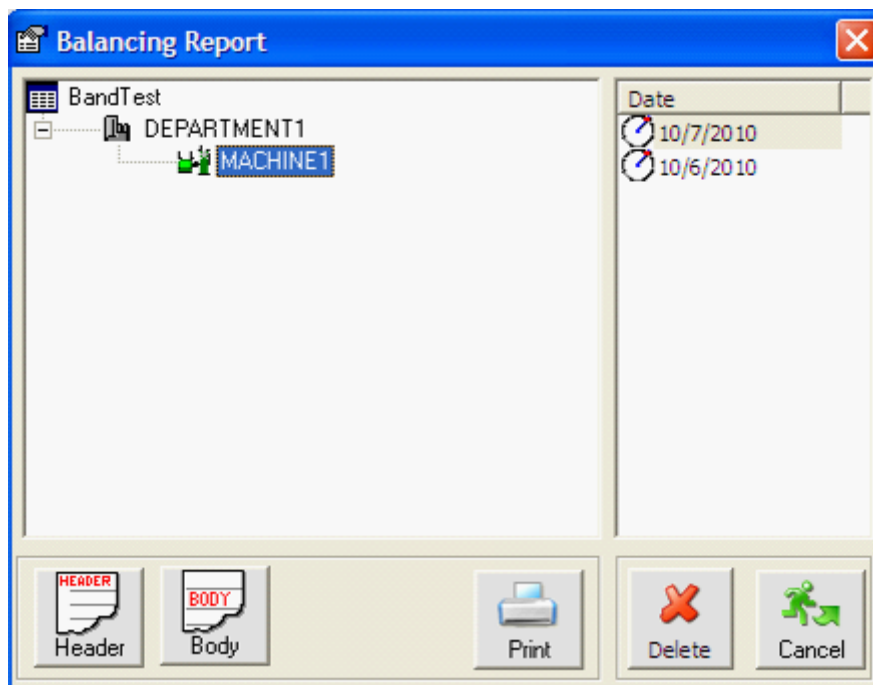 Balancing Report
BandTest
DEPARTMENT1
MACHINE1
Date
10/7/2010
10/6/2010
HEADER
Header
BODY
Body
Print
Delete
Cancel